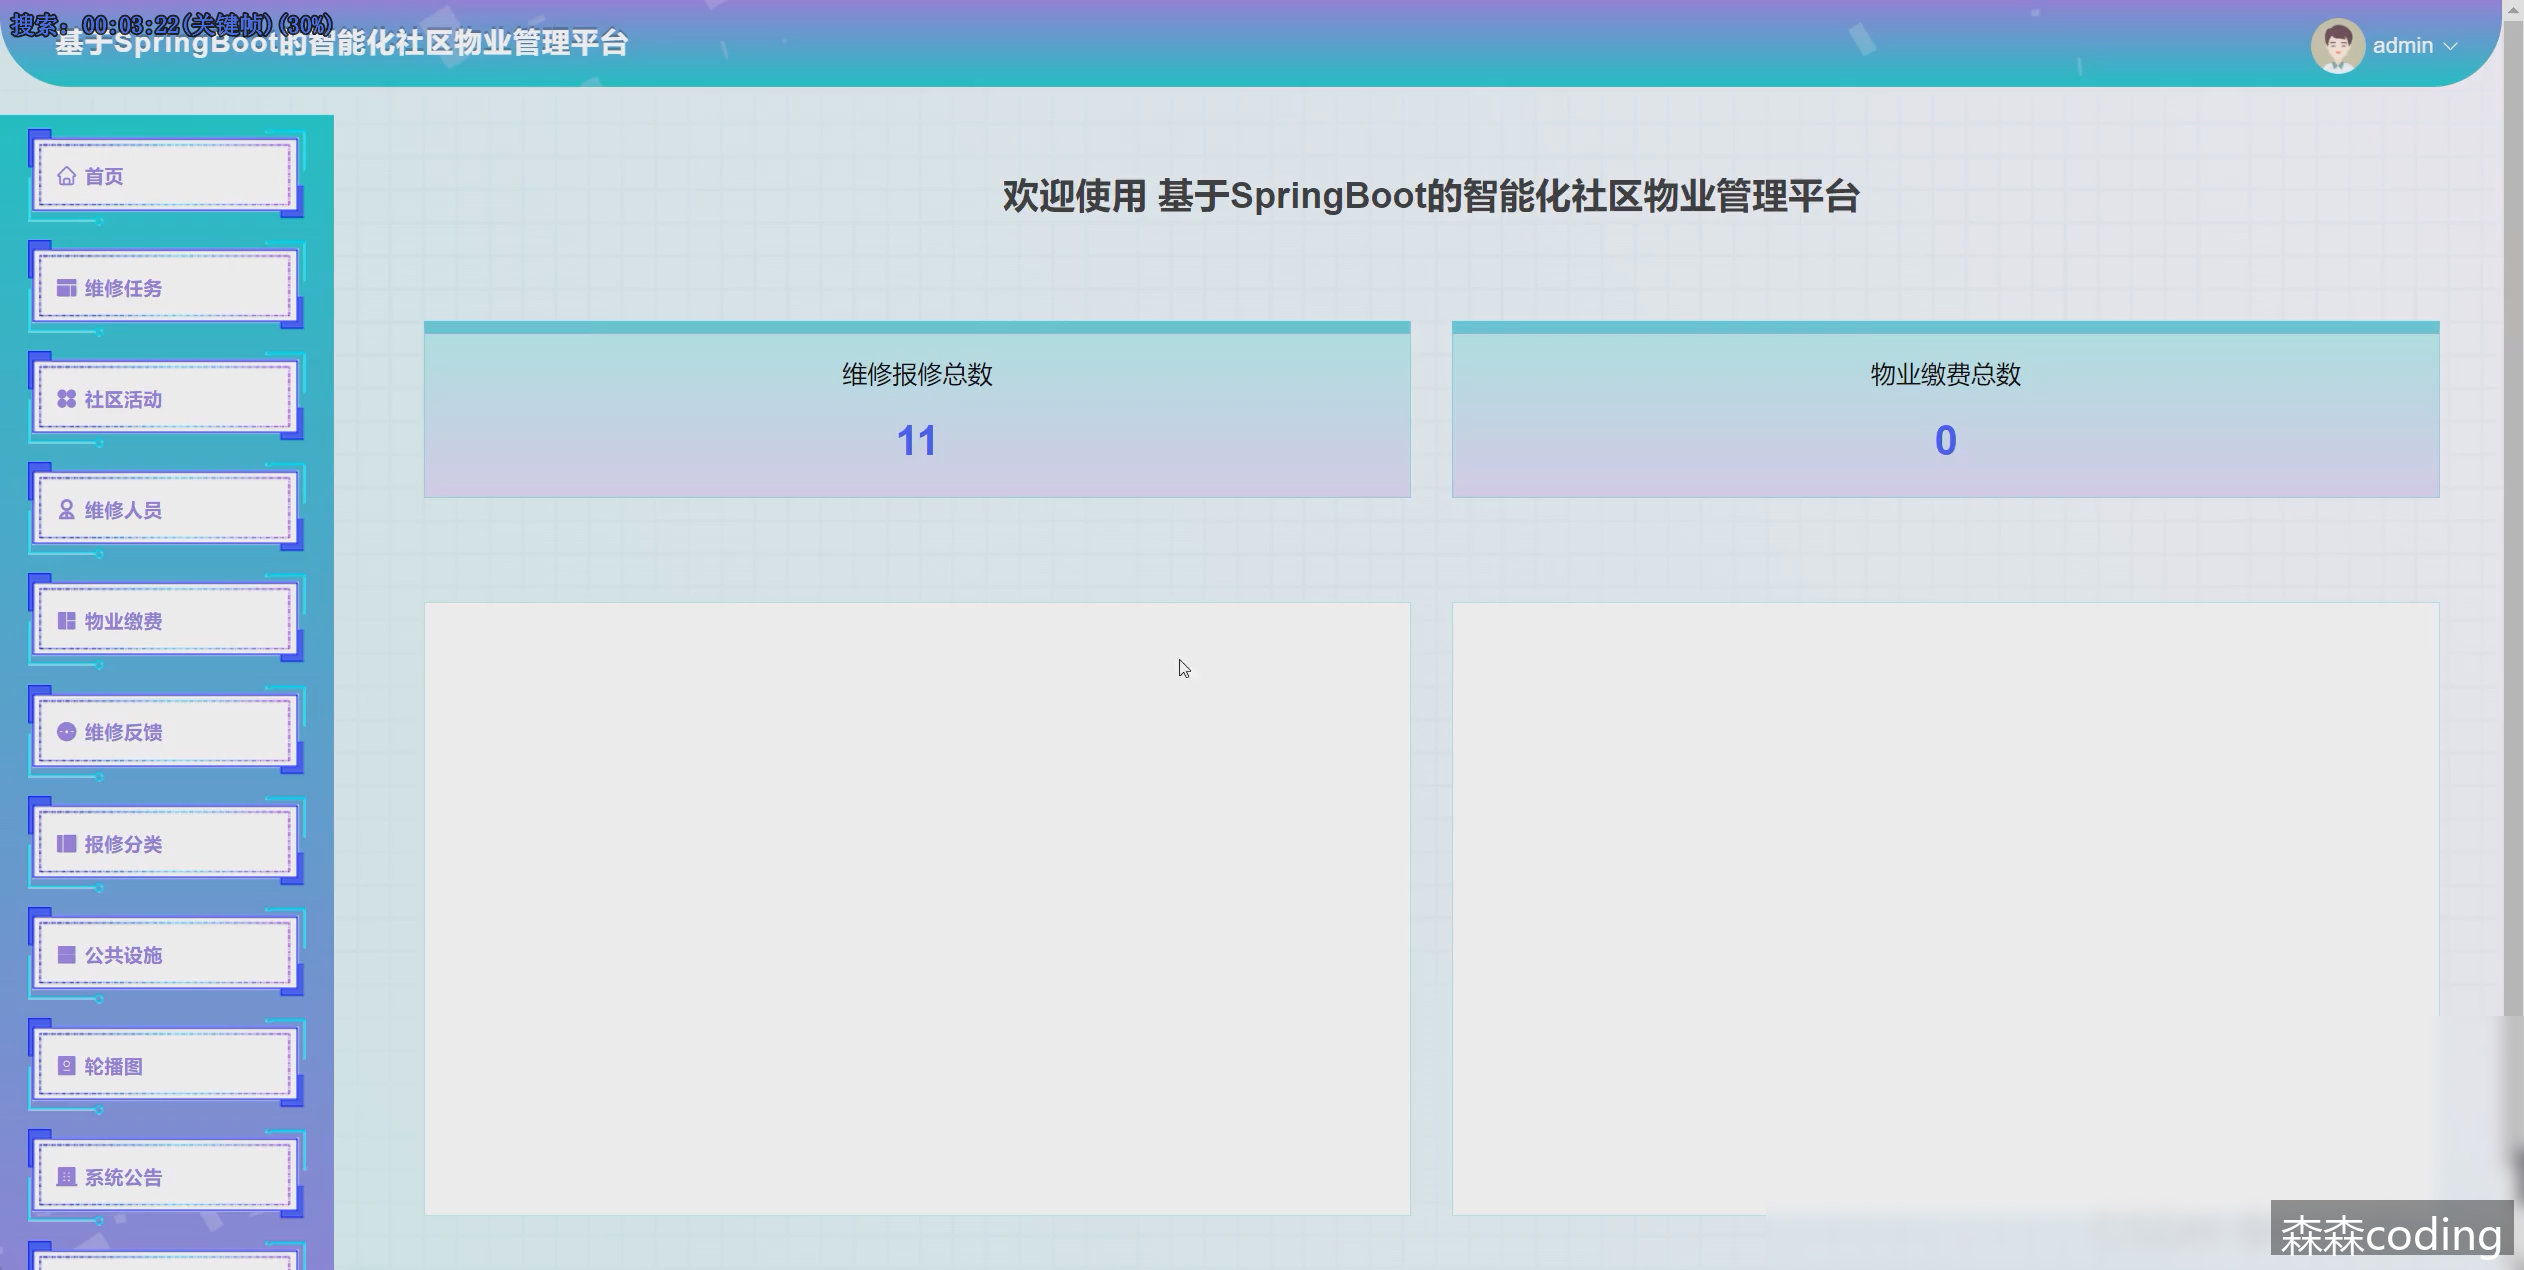 搜索: 00:03:22(关键帧)(30%)
基于SpringBoot的智能化社区物业管理平台
admin
首页
维修任务
社区活动
维修人员
物业缴费
维修反馈
报修分类
公共设施
轮播图
系统公告
欢迎使用 基于SpringBoot的智能化社区物业管理平台
维修报修总数
11
物业缴费总数
0
森森coding